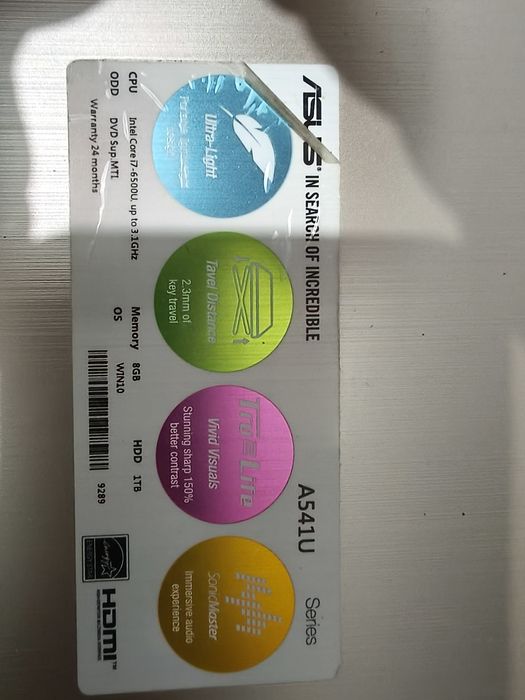 ASUS IN SEARCH OF INCREDIBLE
A541U Series
Ultra-Light
Tavel Distance
2.3mm of
key travel
Tru2Life
Vivid Visuals
Stunning sharp 150%
better contrast
SonicMaster
Immersive audio
experience
CPU Intel Core i7-6500U, up to 3.1GHz
Memory 8GB
HDD 1TB
ODD DVD Sup.MTL
OS WIN10
Warranty 24 months
9289
HDMI™